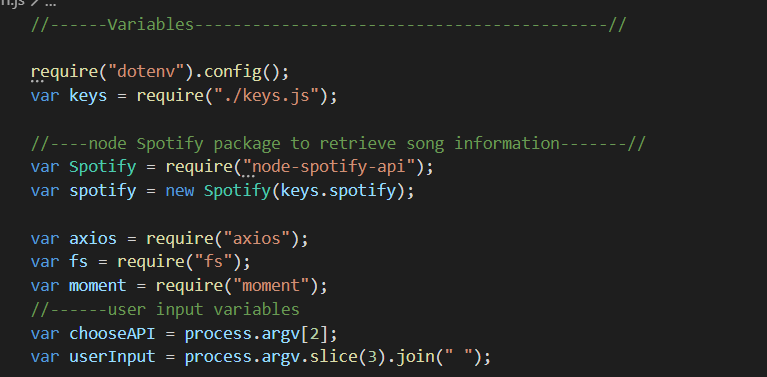 n.js > ...
//------Variables-------------------------------------------//
require("dotenv").config();
var keys = require("./keys.js");
//----node Spotify package to retrieve song information-------//
var Spotify = require("node-spotify-api");
var spotify = new Spotify(keys.spotify);
var axios = require("axios");
var fs = require("fs");
var moment = require("moment");
//------user input variables
var chooseAPI = process.argv[2];
var userInput = process.argv.slice(3).join(" ");